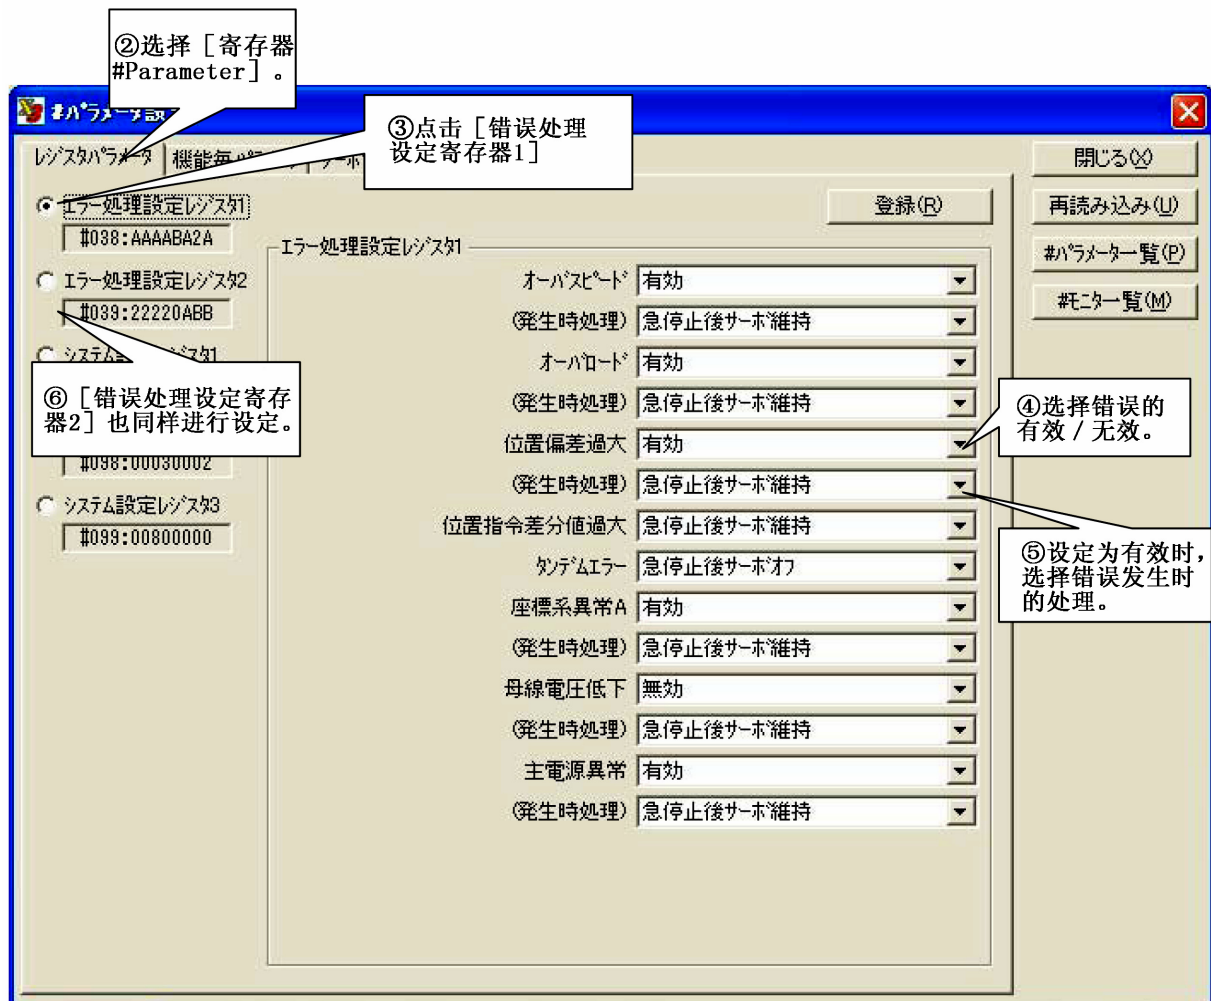 ②选择［寄存器
#Parameter］。
③点击［错误处理
设定寄存器1］
レジスタパラメータ
閉じる(X)
エラー処理設定レジスタ1
登録(R)
再読み込み(U)
#038:AAAABA2A
エラー処理設定レジスタ1
#パラメータ一覧(P)
エラー処理設定レジスタ2
オーバスピード 有効
#モニタ一覧(M)
#039:22220ABB
(発生時処理) 急停止後サーボ維持
オーバロード 有効
⑥［错误处理设定寄存
器2］也同样进行设定。
(発生時処理) 急停止後サーボ維持
④选择错误的
有效/无效。
位置偏差過大 有効
#098:00030002
(発生時処理) 急停止後サーボ維持
システム設定レジスタ3
位置指令差分値過大 急停止後サーボ維持
#099:00800000
⑤设定为有效时,
选择错误发生时
的处理。
タンデムエラー 急停止後サーボオフ
座標系異常A 有効
(発生時処理) 急停止後サーボ維持
母線電圧低下 無効
(発生時処理) 急停止後サーボ維持
主電源異常 有効
(発生時処理) 急停止後サーボ維持